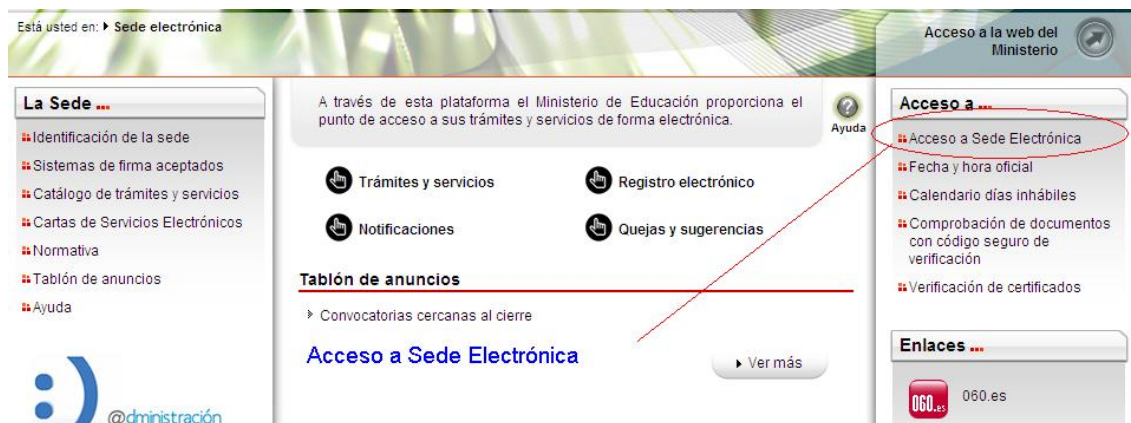 Está usted en: Sede electrónica
Acceso a la web del
Ministerio
La Sede ...
Identificación de la sede
Sistemas de firma aceptados
Catálogo de trámites y servicios
Cartas de Servicios Electrónicos
Normativa
Tablón de anuncios
Ayuda
@dministración
A través de esta plataforma el Ministerio de Educación proporciona el
punto de acceso a sus trámites y servicios de forma electrónica.
Ayuda
Trámites y servicios
Registro electrónico
Notificaciones
Quejas y sugerencias
Tablón de anuncios
Convocatorias cercanas al cierre
Acceso a Sede Electrónica
Ver más
Acceso a ...
Acceso a Sede Electrónica
Fecha y hora oficial
Calendario días inhábiles
Comprobación de documentos
con código seguro de
verificación
Verificación de certificados
Enlaces ...
060.es
060.es